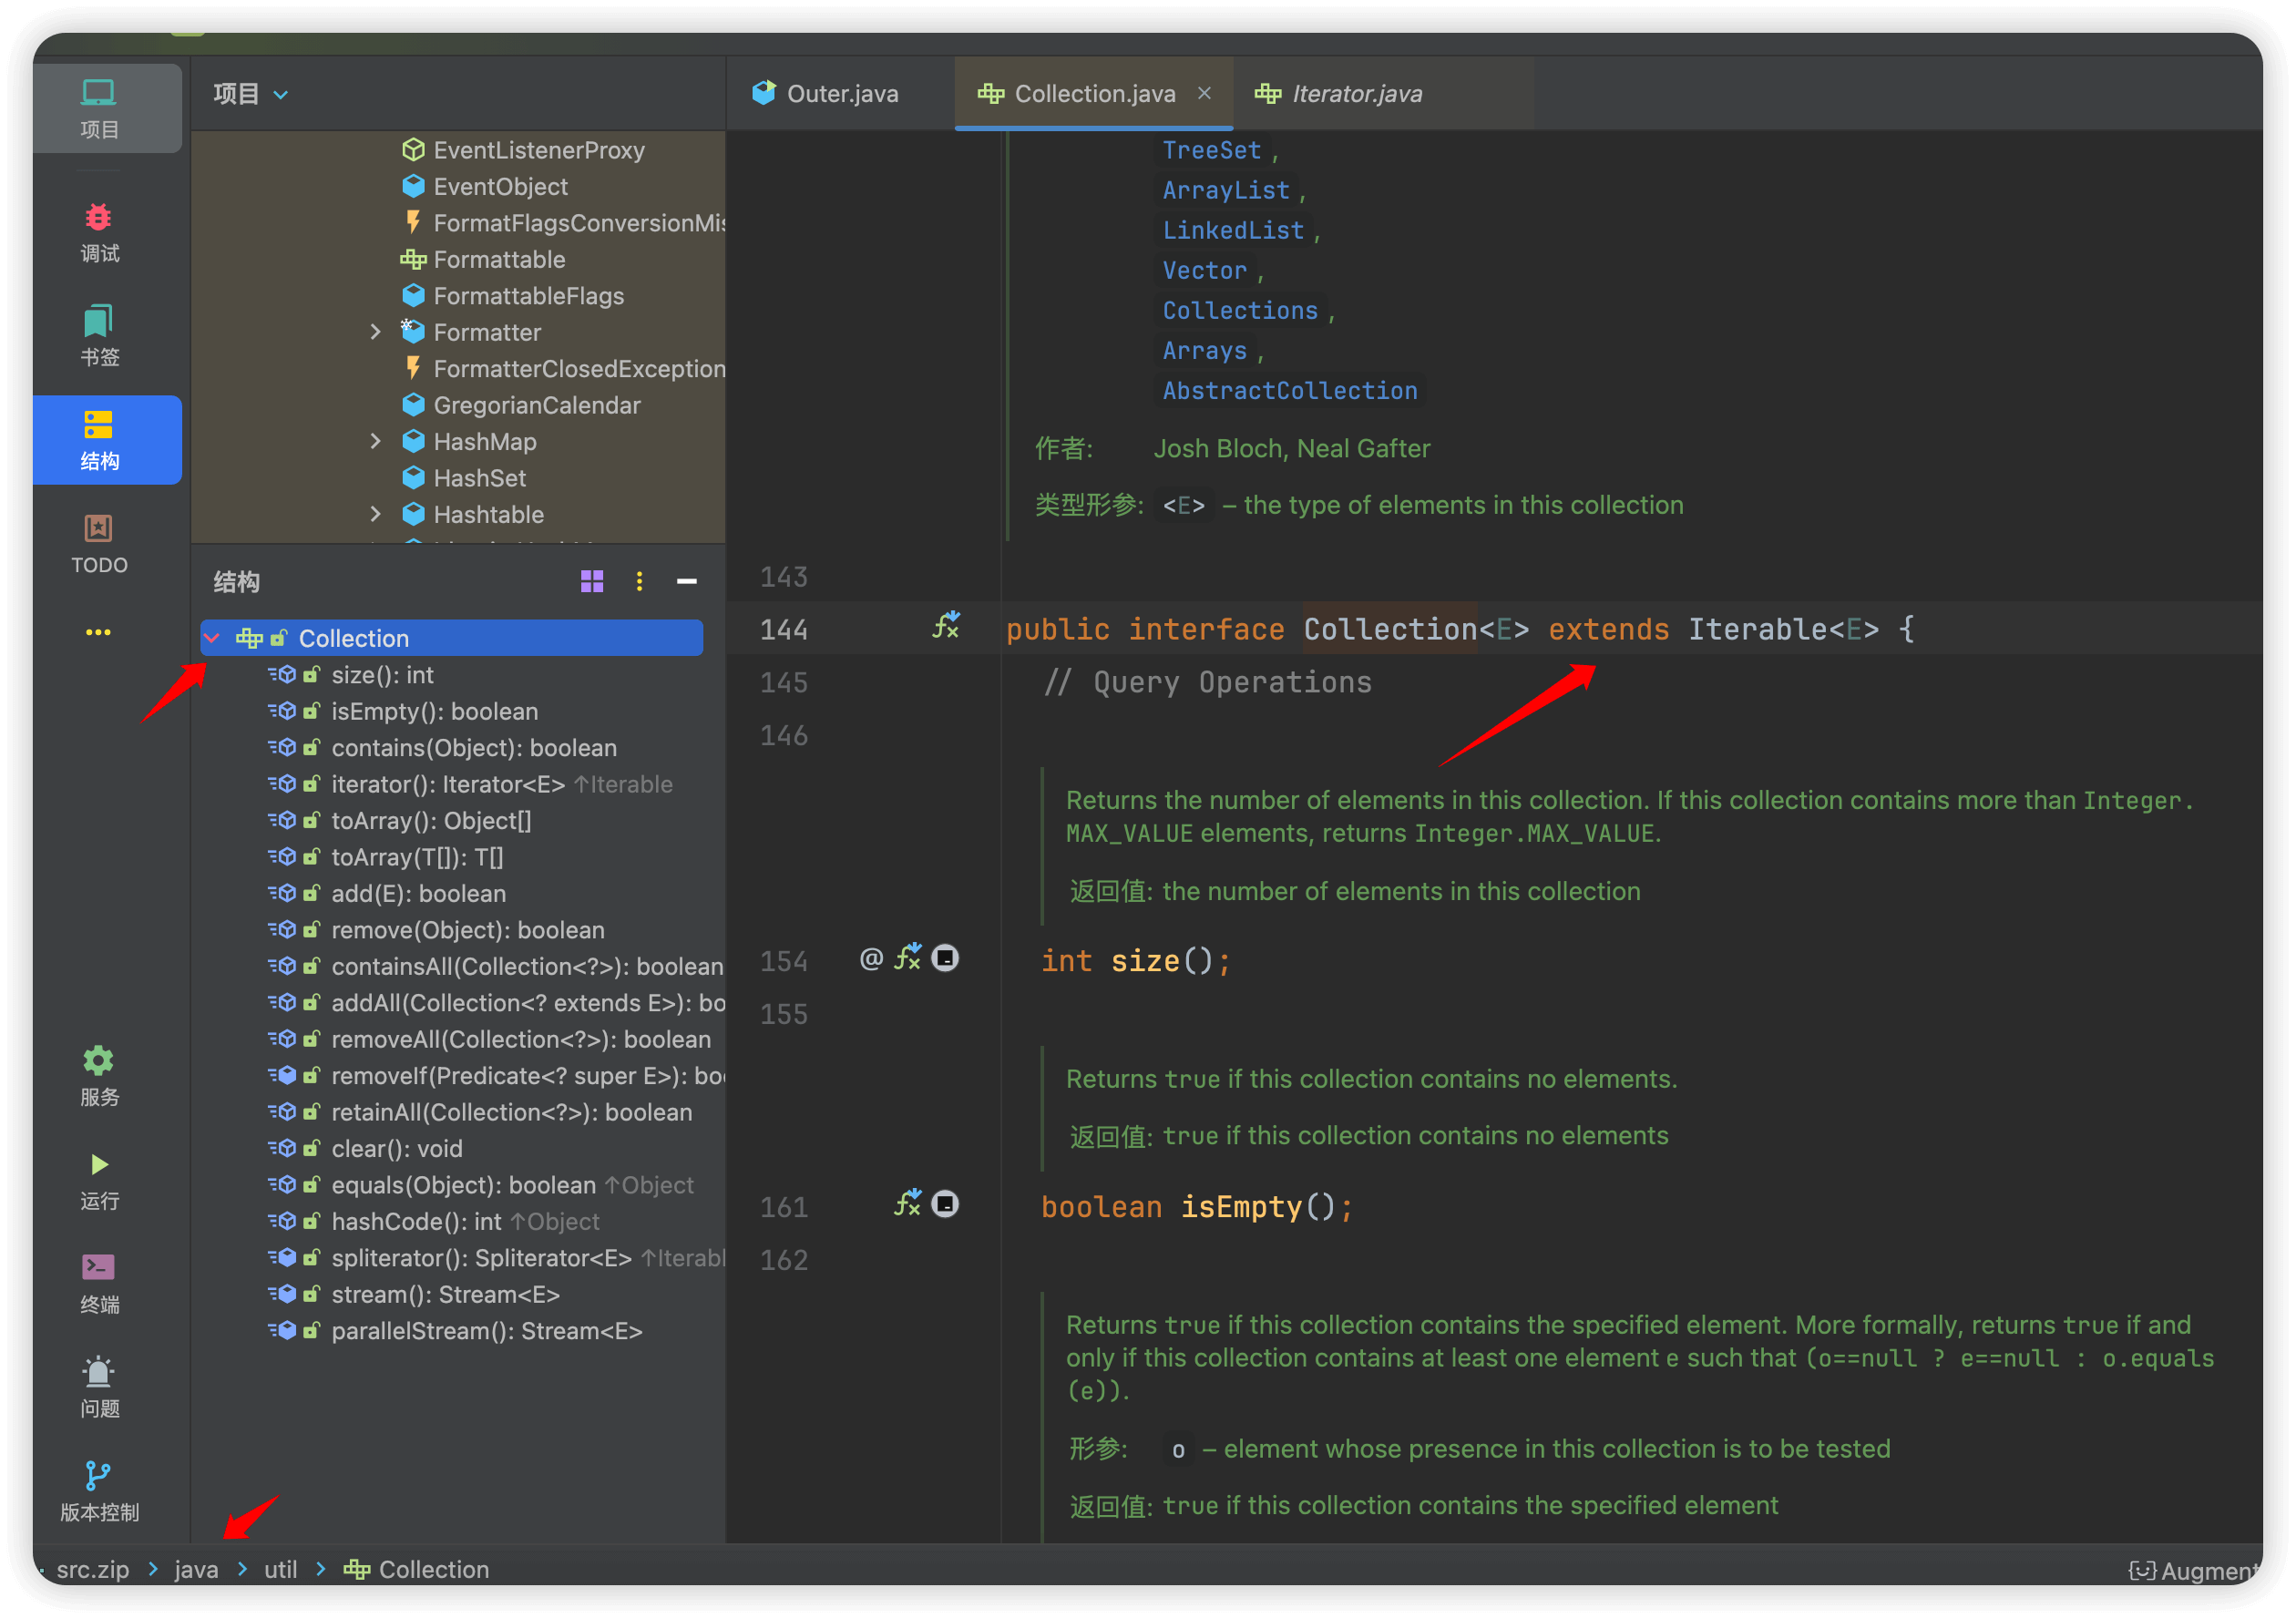 项目
调试
书签
结构
TODO
服务
运行
终端
问题
版本控制
项目
EventListenerProxy
EventObject
FormatFlagsConversionMis
Formattable
FormattableFlags
Formatter
FormatterClosedException
GregorianCalendar
HashMap
HashSet
Hashtable
结构
Collection
size(): int
isEmpty(): boolean
contains(Object): boolean
iterator(): Iterator<E> ↑Iterable
toArray(): Object[]
toArray(T[]): T[]
add(E): boolean
remove(Object): boolean
containsAll(Collection<?>): boolean
addAll(Collection<? extends E>): bo
removeAll(Collection<?>): boolean
removeIf(Predicate<? super E>): boo
retainAll(Collection<?>): boolean
clear(): void
equals(Object): boolean ↑Object
hashCode(): int ↑Object
spliterator(): Spliterator<E> ↑Iterabl
stream(): Stream<E>
parallelStream(): Stream<E>
Outer.java
Collection.java ×
Iterator.java
TreeSet,
ArrayList,
LinkedList,
Vector,
Collections,
Arrays,
AbstractCollection
作者: Josh Bloch, Neal Gafter
类型形参: <E> – the type of elements in this collection
143
144 public interface Collection<E> extends Iterable<E> {
145 // Query Operations
146
Returns the number of elements in this collection. If this collection contains more than Integer.
MAX_VALUE elements, returns Integer.MAX_VALUE.
返回值: the number of elements in this collection
154 @ int size();
155
Returns true if this collection contains no elements.
返回值: true if this collection contains no elements
161 boolean isEmpty();
162
Returns true if this collection contains the specified element. More formally, returns true if and
only if this collection contains at least one element e such that (o==null ? e==null : o.equals
(e)).
形参: o – element whose presence in this collection is to be tested
返回值: true if this collection contains the specified element
src.zip > java > util > Collection
Augment